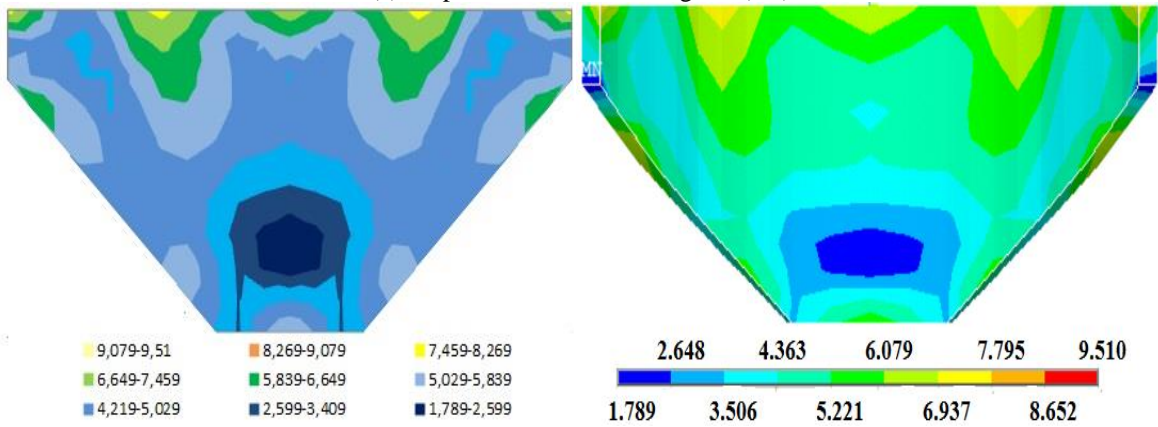 MN
9,079-9,51 8,269-9,079 7,459-8,269
6,649-7,459 5,839-6,649 5,029-5,839
4,219-5,029 2,599-3,409 1,789-2,599
2.648 4.363 6.079 7.795 9.510
1.789 3.506 5.221 6.937 8.652